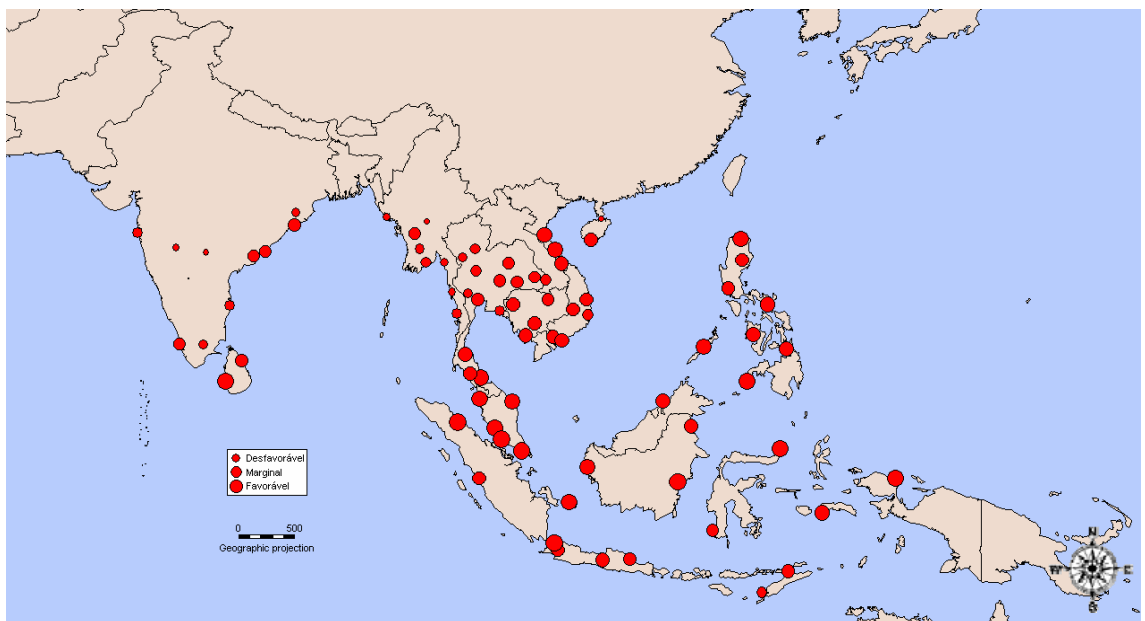 Desfavorável
Marginal
Favorável
0 500
Geographic projection
N
W E
S